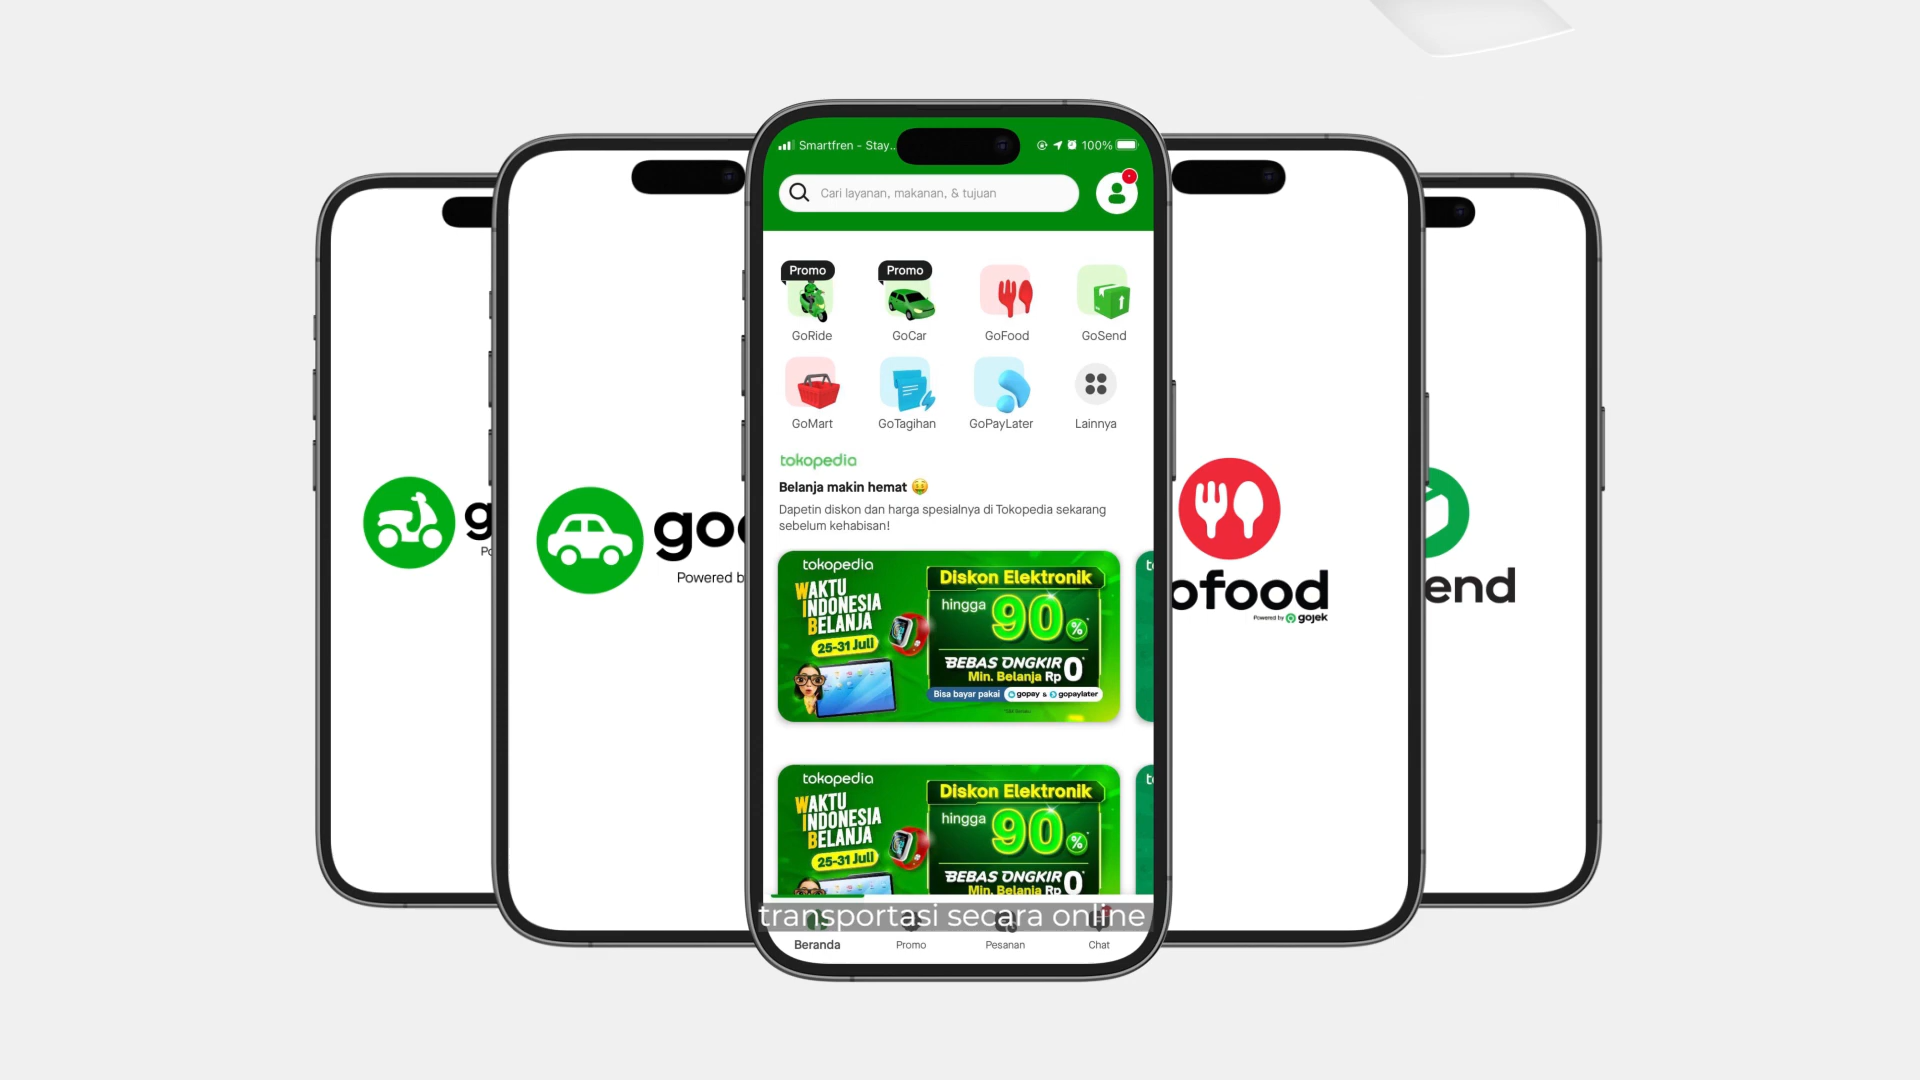 Smartfren - Stay..
100%
Cari layanan, makanan, & tujuan
Promo
Promo
GoRide
GoCar
GoFood
GoSend
GoMart
GoTagihan
GoPayLater
Lainnya
tokopedia
Belanja makin hemat
Dapetin diskon dan harga spesialnya di Tokopedia sekarang
sebelum kehabisan!
tokopedia
WAKTU
INDONESIA
BELANJA
25-31 Juli
Diskon Elektronik
hingga
90%
BEBAS ONGKIR 0
Min. Belanja Rp
Bisa bayar pakai gopay & gopaylater
tokopedia
WAKTU
INDONESIA
BELANJA
25-31 Juli
Diskon Elektronik
hingga
90%
BEBAS ONGKIR 0
Min. Belanja Rp
transportasi secara online
Beranda
Promo
Pesanan
Chat
g
Po
goc
Powered b
ofood
Powered by gojek
end